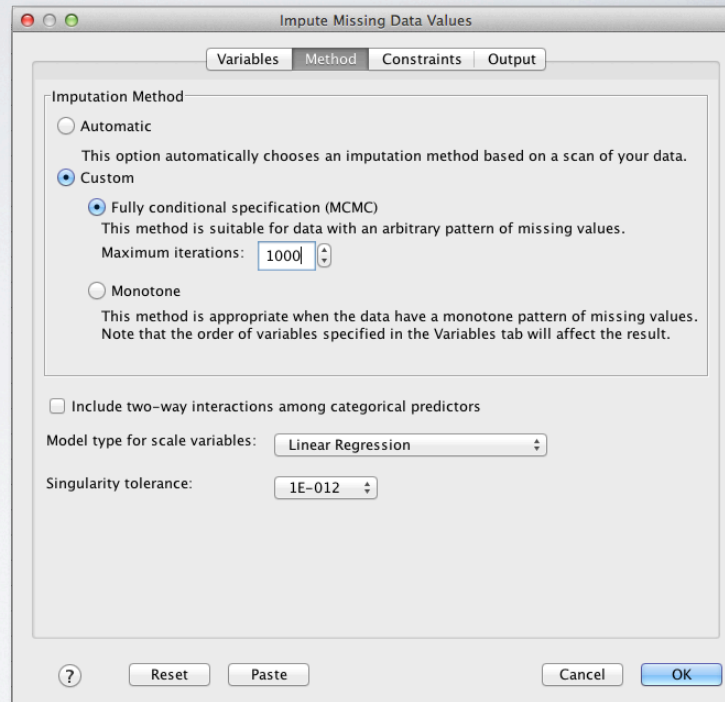 Impute Missing Data Values
Variables Method Constraints Output
Imputation Method
Automatic
This option automatically chooses an imputation method based on a scan of your data.
Custom
Fully conditional specification (MCMC)
This method is suitable for data with an arbitrary pattern of missing values.
Maximum iterations: 1000
Monotone
This method is appropriate when the data have a monotone pattern of missing values.
Note that the order of variables specified in the Variables tab will affect the result.
Include two-way interactions among categorical predictors
Model type for scale variables: Linear Regression
Singularity tolerance: 1E-012
? Reset Paste Cancel OK